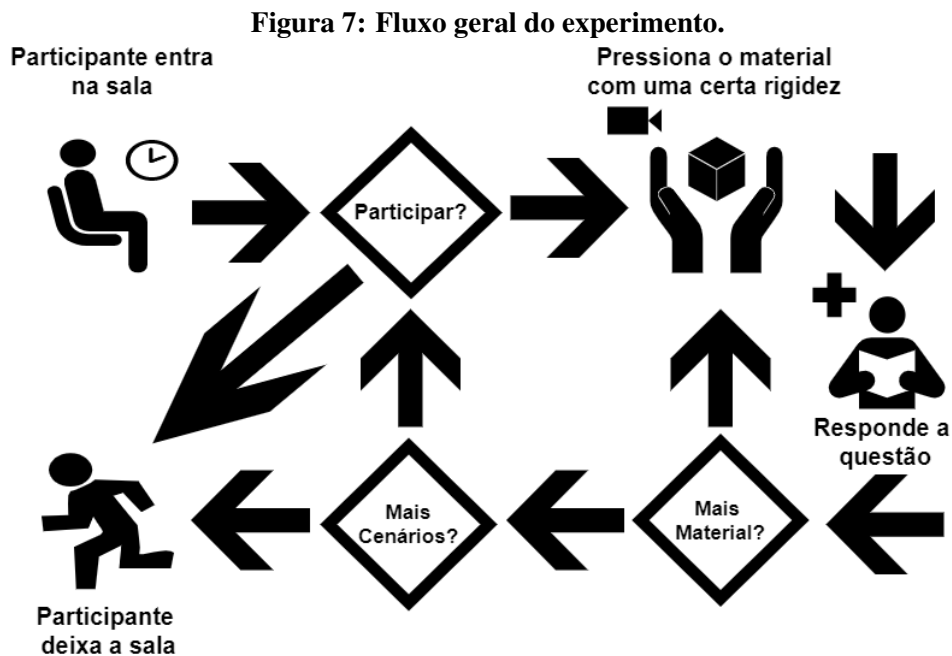 Figura 7: Fluxo geral do experimento.
Participante entra
na sala
Pressiona o material
com uma certa rigidez
Participar?
Responde a
questão
Mais
Cenários?
Mais
Material?
Participante
deixa a sala